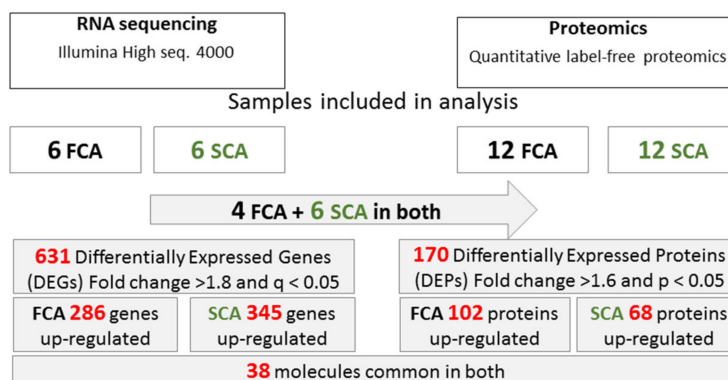 RNA sequencing
Illumina High seq. 4000
Proteomics
Quantitative label-free proteomics
Samples included in analysis
6 FCA
6 SCA
12 FCA
12 SCA
4 FCA + 6 SCA in both
631 Differentially Expressed Genes
(DEGs) Fold change >1.8 and q < 0.05
170 Differentially Expressed Proteins
(DEPs) Fold change >1.6 and p < 0.05
FCA 286 genes
up-regulated
SCA 345 genes
up-regulated
FCA 102 proteins
up-regulated
SCA 68 proteins
up-regulated
38 molecules common in both